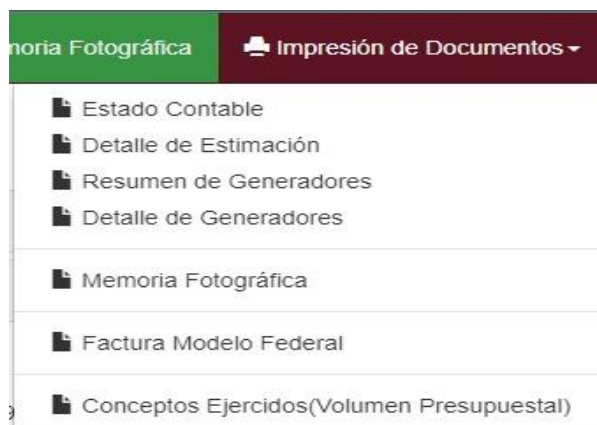 moria Fotográfica
Impresión de Documentos
Estado Contable
Detalle de Estimación
Resumen de Generadores
Detalle de Generadores
Memoria Fotográfica
Factura Modelo Federal
Conceptos Ejercidos(Volumen Presupuestal)